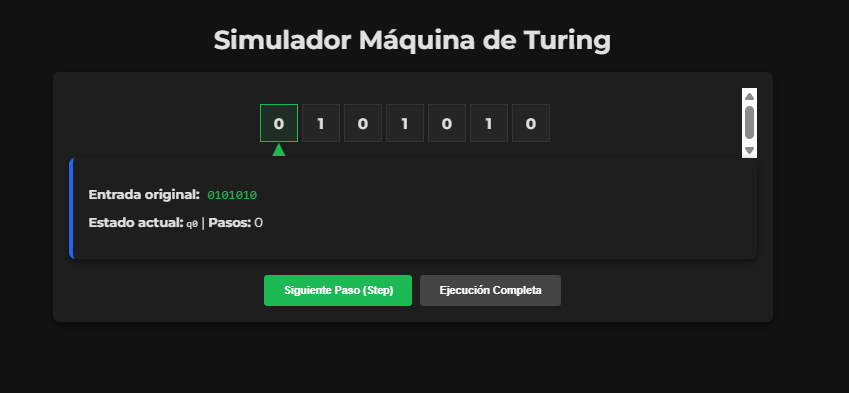 Simulador Máquina de Turing
0 1 0 1 0 1 0
Entrada original: 0101010
Estado actual: q0 | Pasos: 0
Siguiente Paso (Step) Ejecución Completa